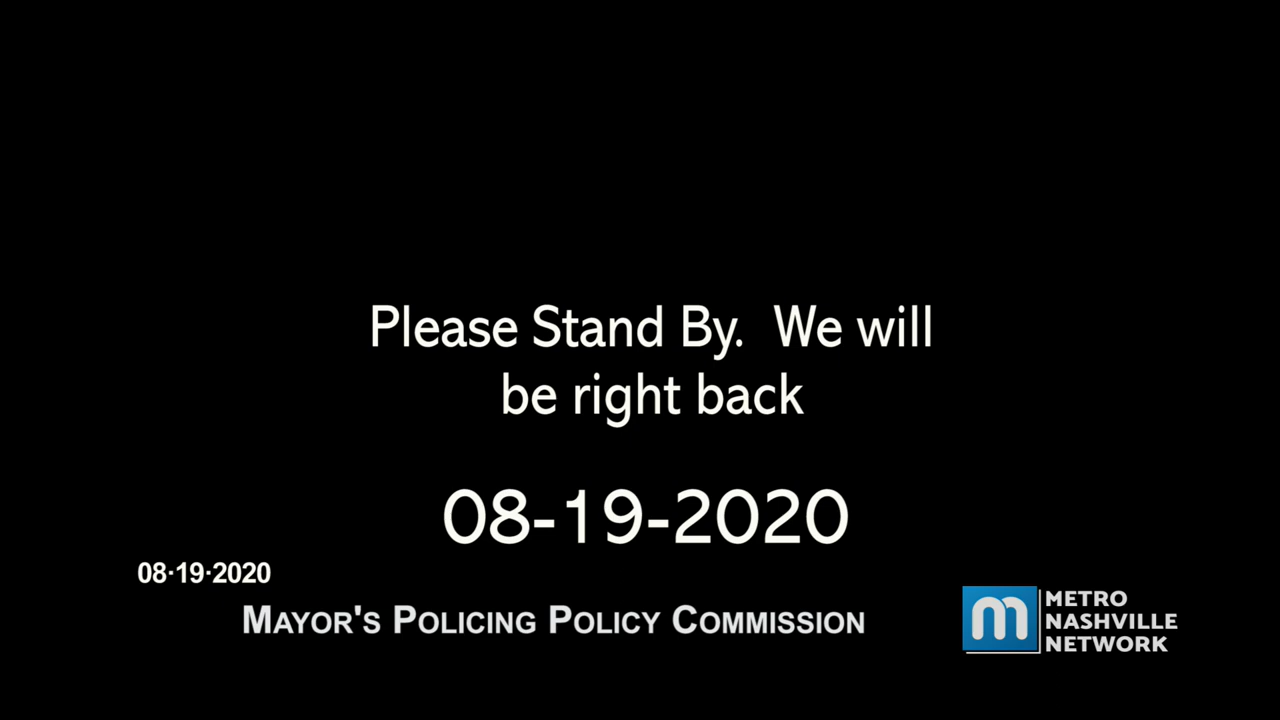 Please Stand By.  We will
be right back
08-19-2020
08·19·2020
MAYOR'S POLICING POLICY COMMISSION
m
METRO
NASHVILLE
NETWORK